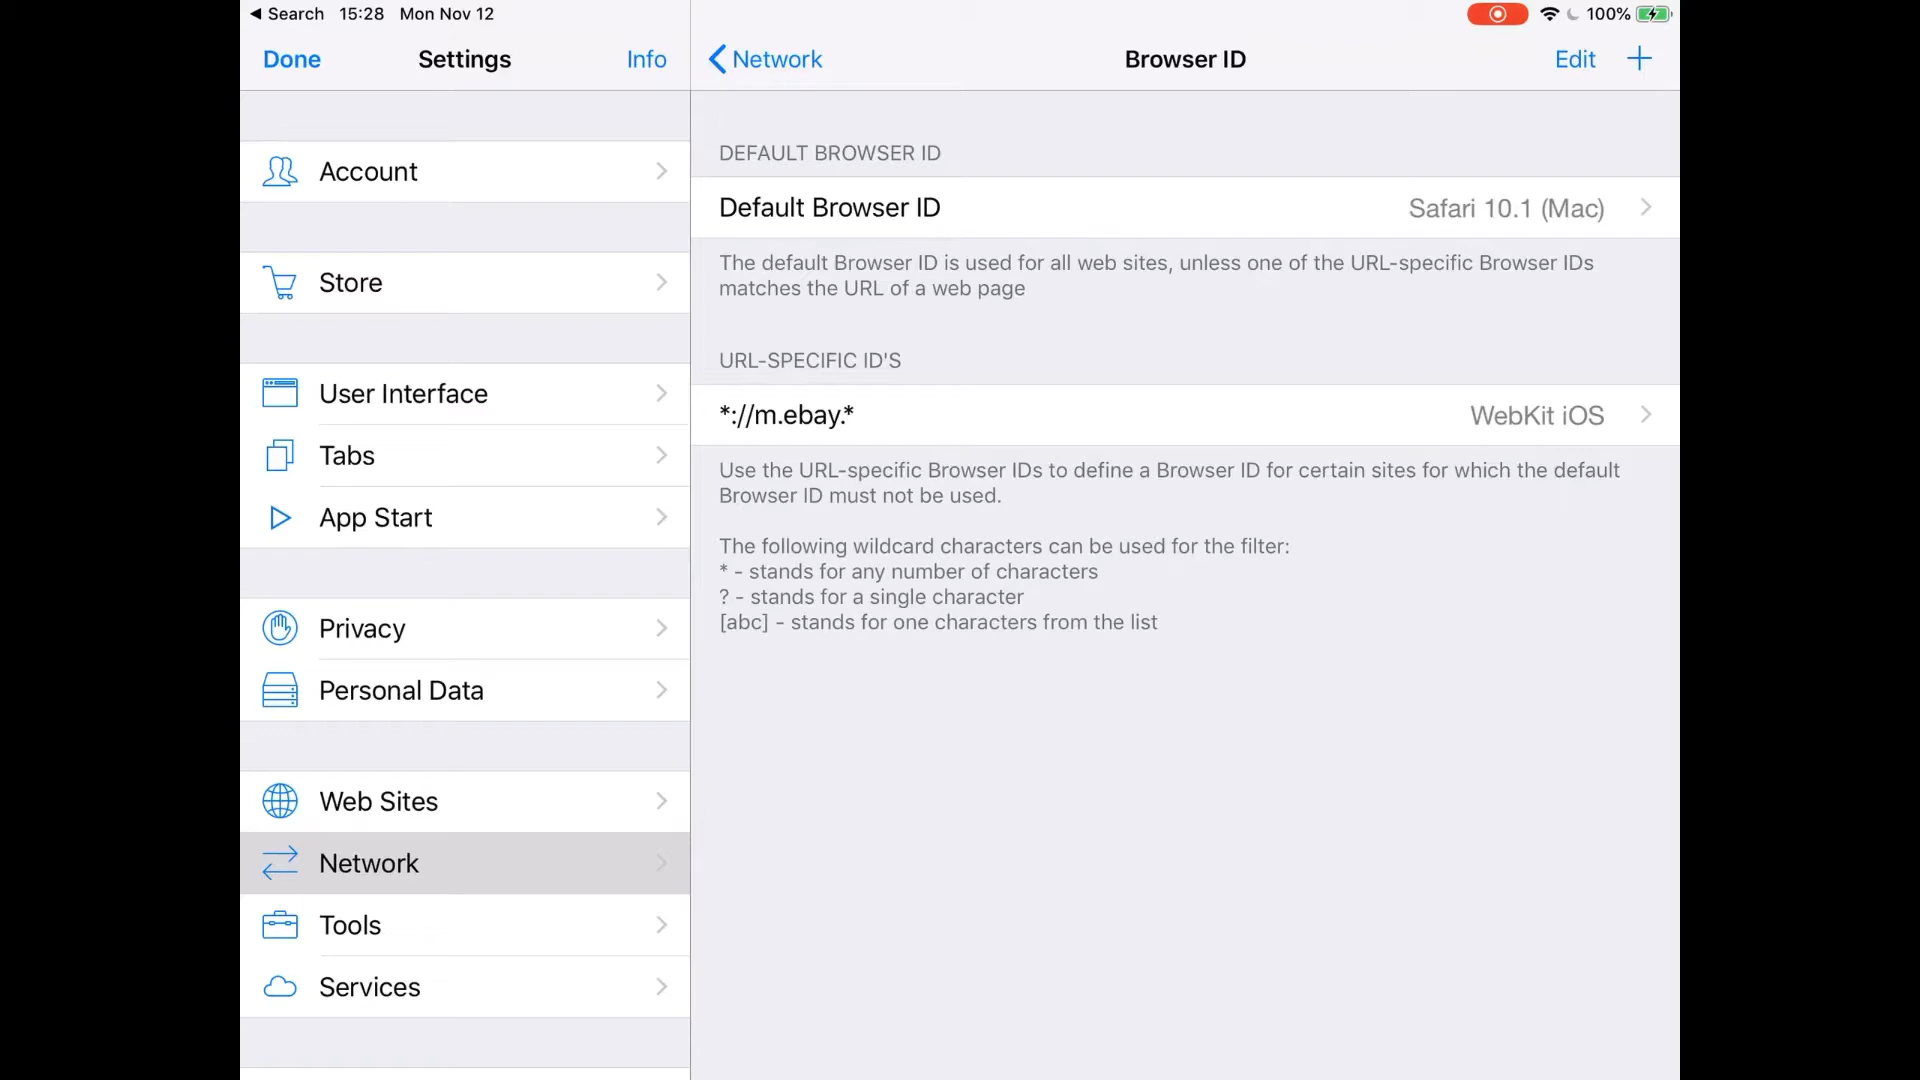 ◀ Search 15:28 Mon Nov 12
100%
Done Settings Info
Network Browser ID Edit +
Account
Store
User Interface
Tabs
App Start
Privacy
Personal Data
Web Sites
Network
Tools
Services
DEFAULT BROWSER ID
Default Browser ID Safari 10.1 (Mac)
The default Browser ID is used for all web sites, unless one of the URL-specific Browser IDs
matches the URL of a web page
URL-SPECIFIC ID'S
*://m.ebay.* WebKit iOS
Use the URL-specific Browser IDs to define a Browser ID for certain sites for which the default
Browser ID must not be used.
The following wildcard characters can be used for the filter:
* - stands for any number of characters
? - stands for a single character
[abc] - stands for one characters from the list